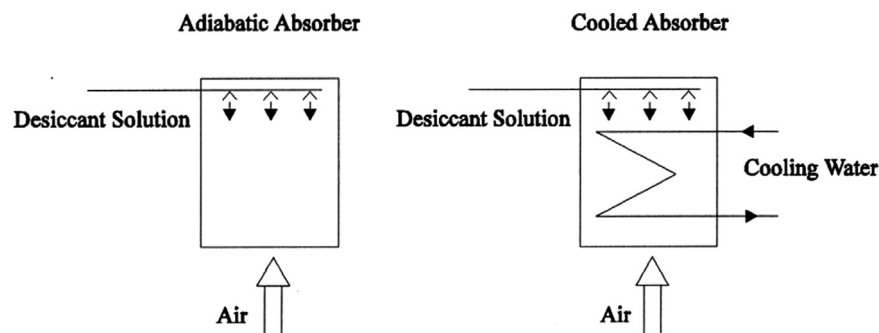 Adiabatic Absorber
Cooled Absorber
Desiccant Solution
Desiccant Solution
Cooling Water
Air
Air